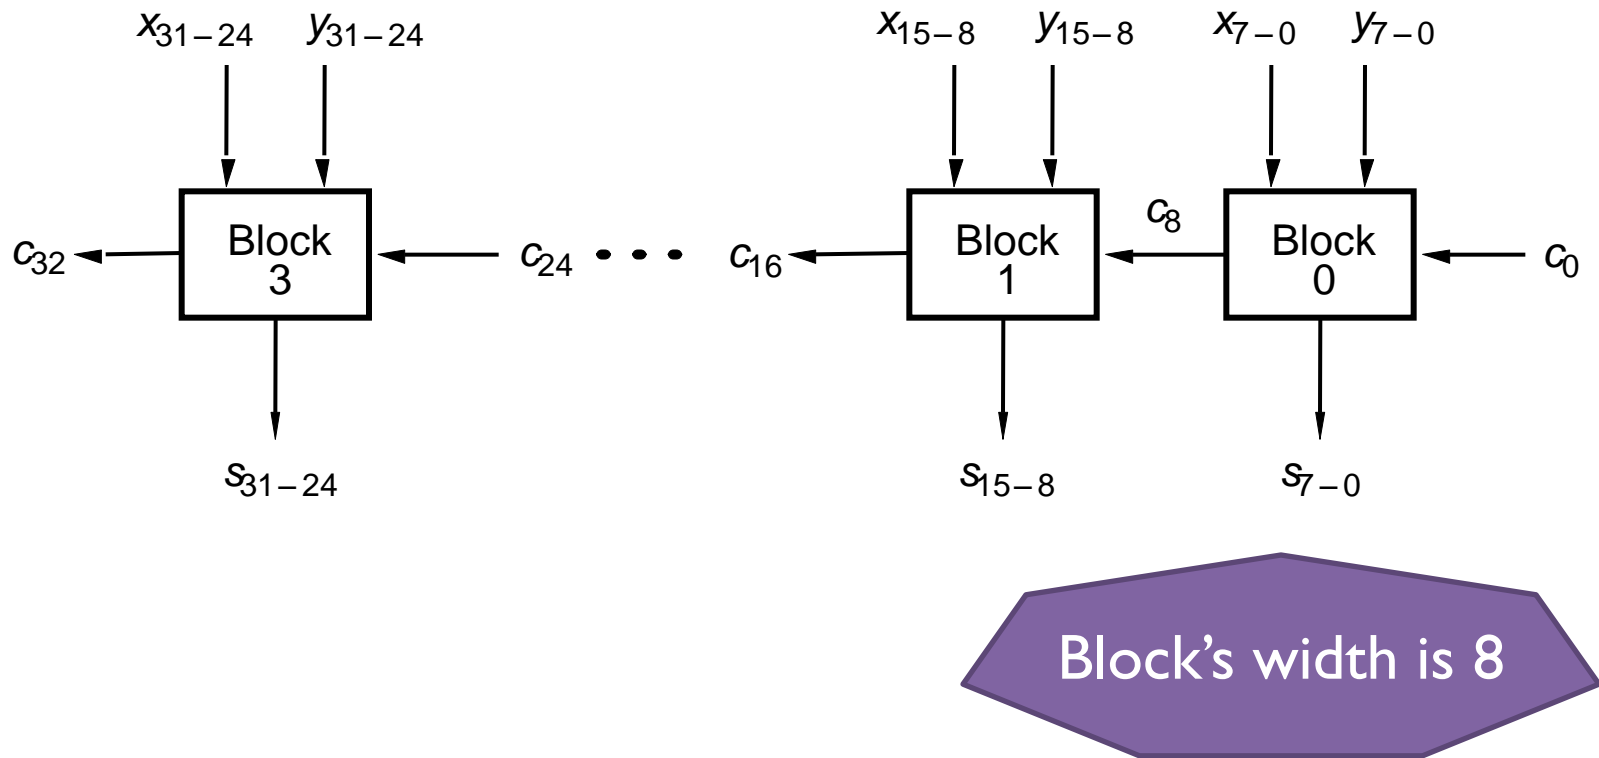 x31–24 y31–24 x15–8 y15–8 x7–0 y7–0
c32 Block 3 c24 c16 Block 1 c8 Block 0 c0
s31–24 s15–8 s7–0
Block’s width is 8